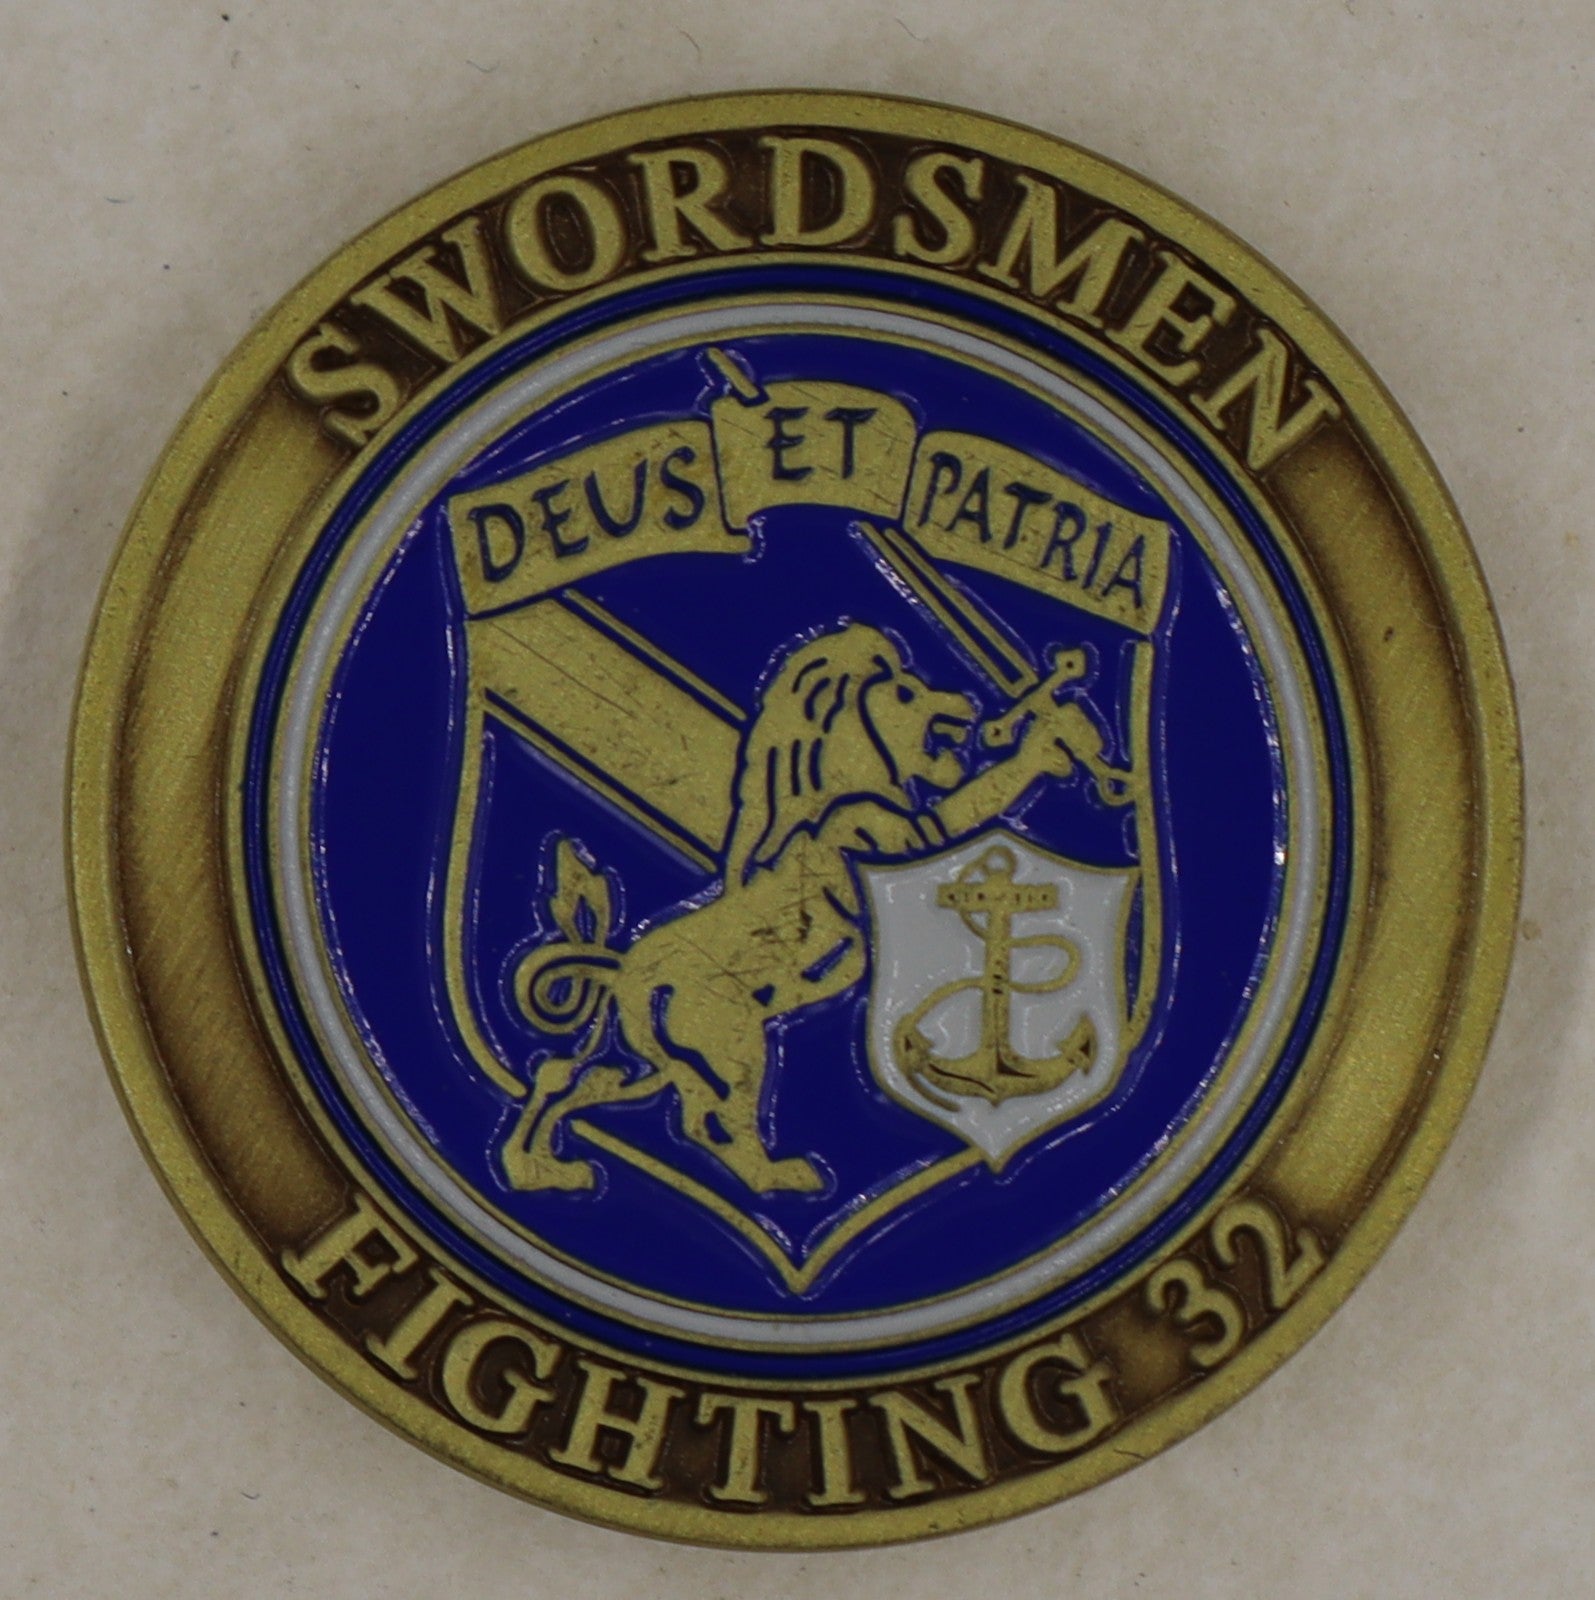 SWORDSMEN
DEUS ET PATRIA
FIGHTING 32